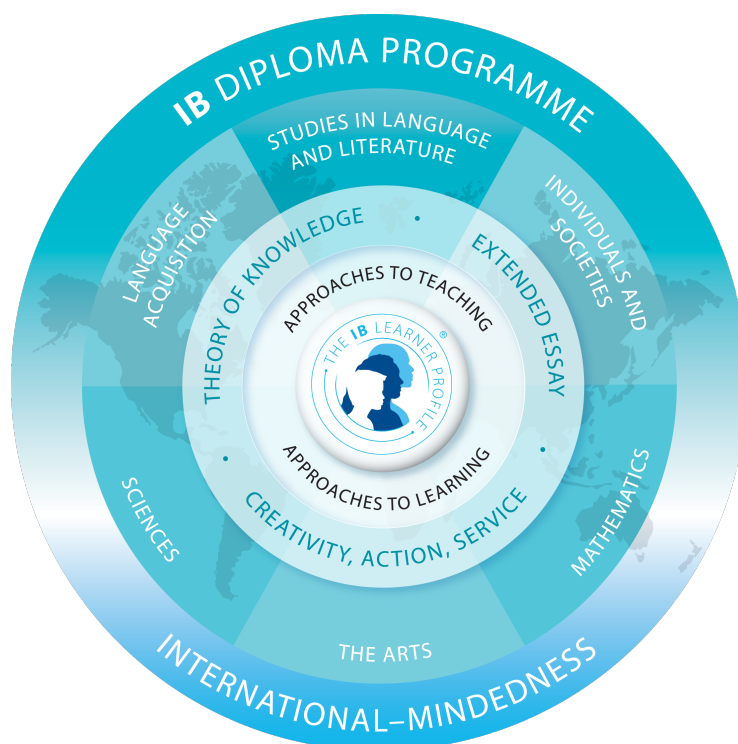 IB DIPLOMA PROGRAMME
STUDIES IN LANGUAGE
AND LITERATURE
LANGUAGE
ACQUISITION
INDIVIDUALS AND
SOCIETIES
THEORY OF KNOWLEDGE
·
EXTENDED ESSAY
APPROACHES TO TEACHING
• THE IB LEARNER PROFILE •
®
APPROACHES TO LEARNING
·
CREATIVITY, ACTION, SERVICE
·
SCIENCES
MATHEMATICS
THE ARTS
INTERNATIONAL–MINDEDNESS